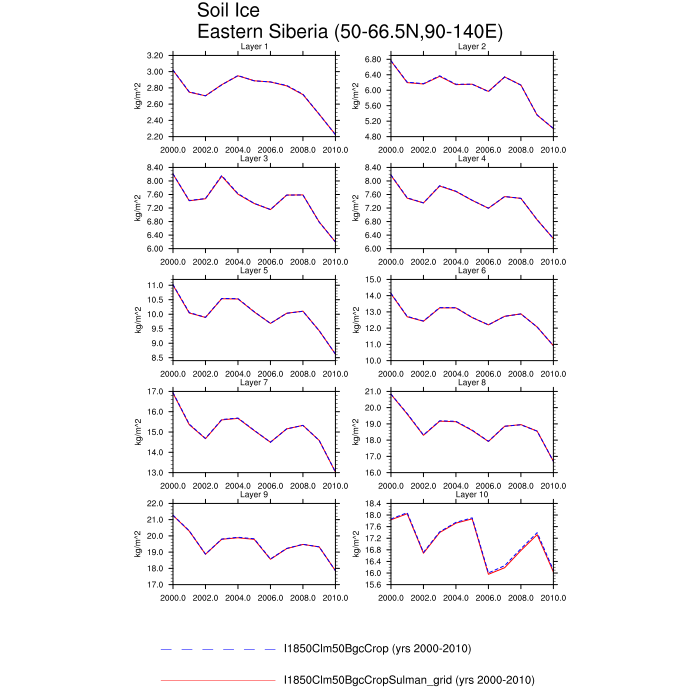 Soil Ice
Eastern Siberia (50-66.5N,90-140E)
Layer 1
Layer 2
3.20
3.00
2.80
2.60
2.40
2.20
kg/m^2
2000.0 2002.0 2004.0 2006.0 2008.0 2010.0
6.80
6.40
6.00
5.60
5.20
4.80
kg/m^2
2000.0 2002.0 2004.0 2006.0 2008.0 2010.0
Layer 3
Layer 4
8.40
8.00
7.60
7.20
6.80
6.40
6.00
kg/m^2
2000.0 2002.0 2004.0 2006.0 2008.0 2010.0
8.40
8.00
7.60
7.20
6.80
6.40
6.00
kg/m^2
2000.0 2002.0 2004.0 2006.0 2008.0 2010.0
Layer 5
Layer 6
11.0
10.5
10.0
9.5
9.0
8.5
kg/m^2
2000.0 2002.0 2004.0 2006.0 2008.0 2010.0
15.0
14.0
13.0
12.0
11.0
10.0
kg/m^2
2000.0 2002.0 2004.0 2006.0 2008.0 2010.0
Layer 7
Layer 8
17.0
16.0
15.0
14.0
13.0
kg/m^2
2000.0 2002.0 2004.0 2006.0 2008.0 2010.0
21.0
20.0
19.0
18.0
17.0
16.0
kg/m^2
2000.0 2002.0 2004.0 2006.0 2008.0 2010.0
Layer 9
Layer 10
22.0
21.0
20.0
19.0
18.0
17.0
kg/m^2
2000.0 2002.0 2004.0 2006.0 2008.0 2010.0
18.4
18.0
17.6
17.2
16.8
16.4
16.0
15.6
kg/m^2
2000.0 2002.0 2004.0 2006.0 2008.0 2010.0
I1850Clm50BgcCrop (yrs 2000-2010)
I1850Clm50BgcCropSulman_grid (yrs 2000-2010)